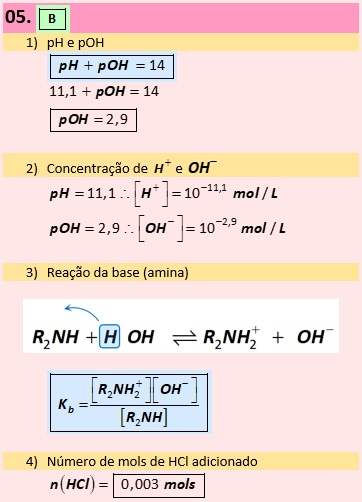 05. B
1) pH e pOH
pH + pOH = 14
11,1 + pOH = 14
pOH = 2,9
2) Concentração de H⁺ e OH⁻
pH = 11,1 ∴ [H⁺] = 10⁻¹¹,¹ mol / L
pOH = 2,9 ∴ [OH⁻] = 10⁻²,⁹ mol / L
3) Reação da base (amina)
R₂NH + H OH ⇌ R₂NH₂⁺ + OH⁻
K_b = [R₂NH₂⁺][OH⁻] / [R₂NH]
4) Número de mols de HCl adicionado
n(HCl) = 0,003 mols